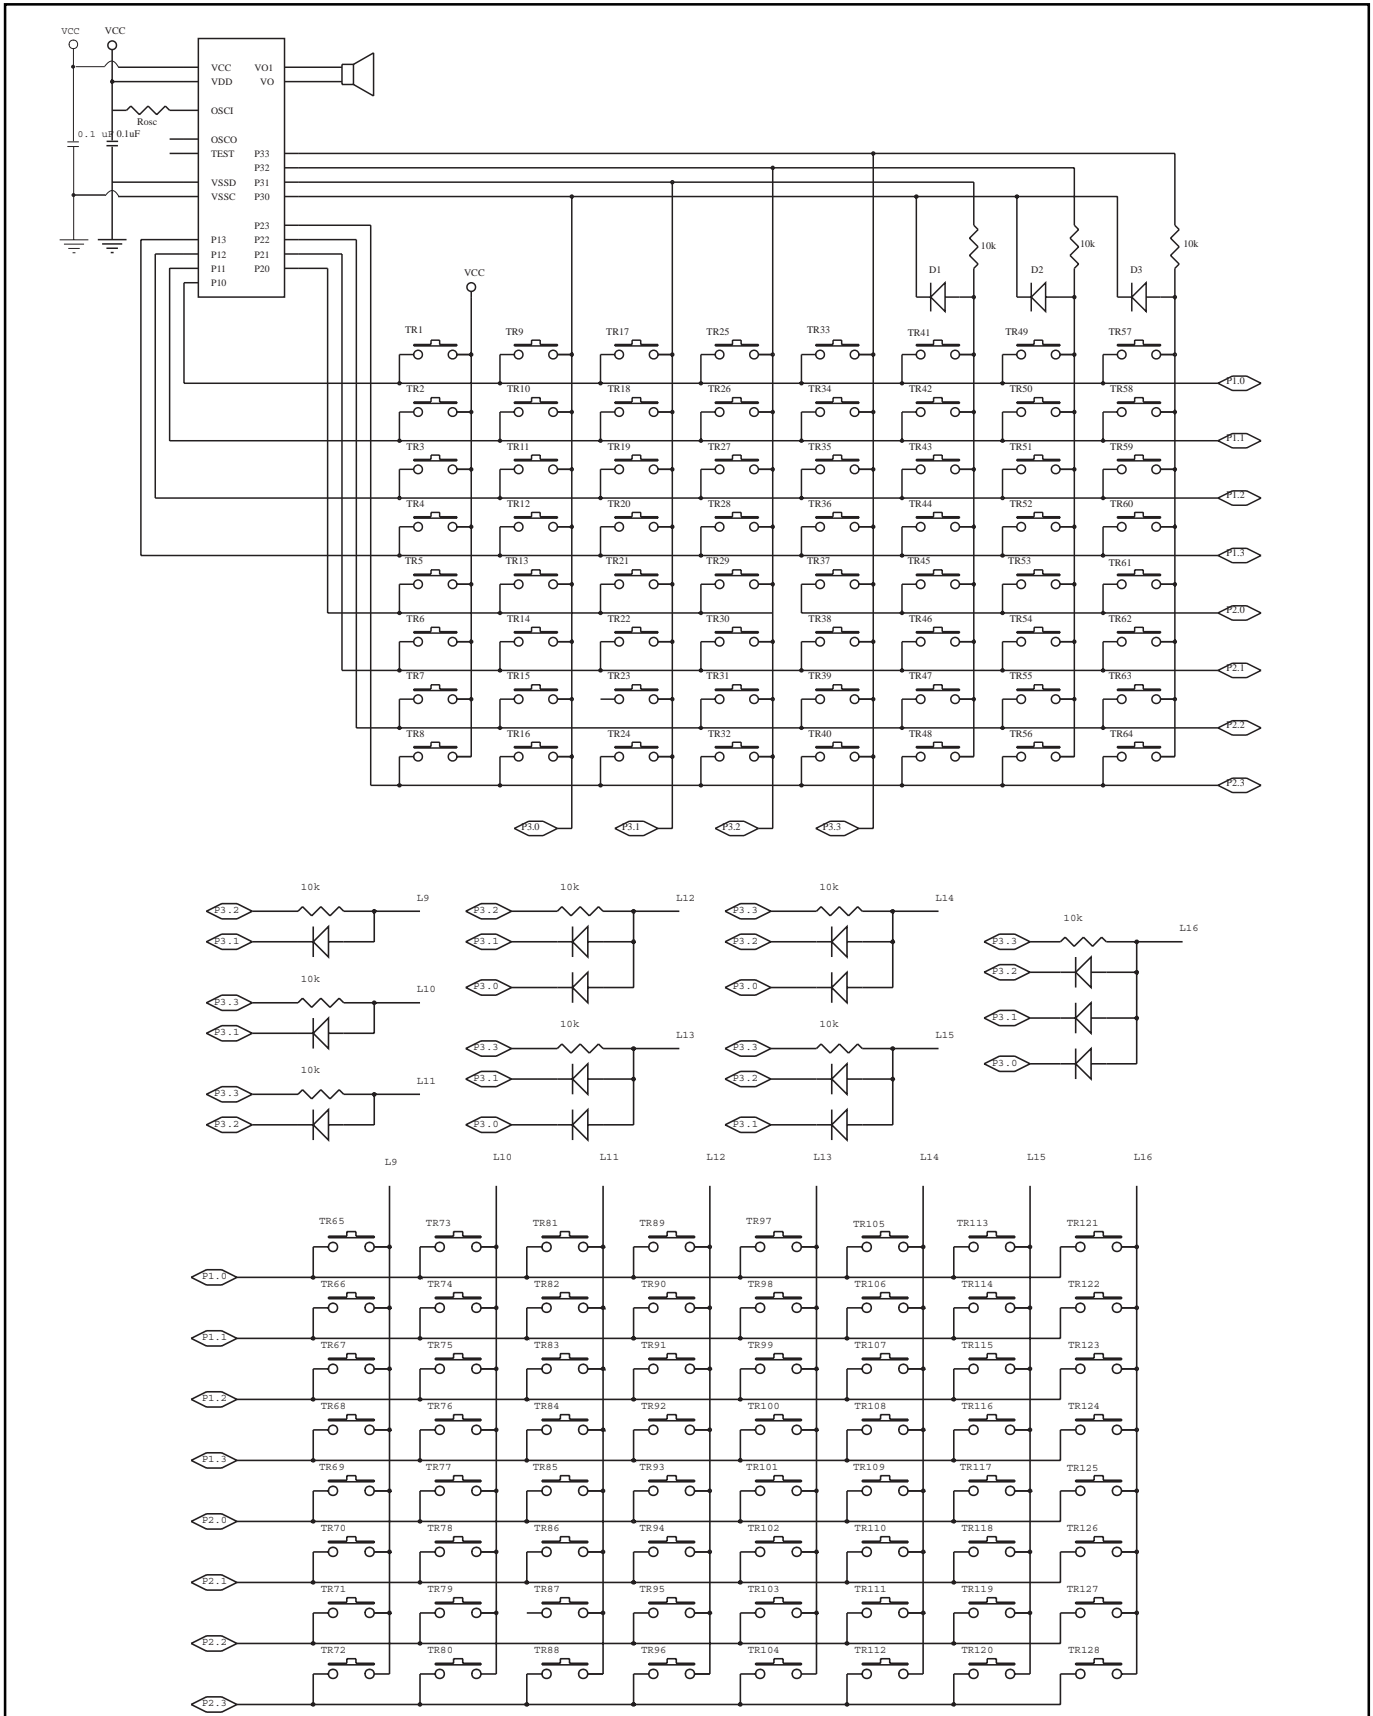 VCC VCC
VCC VO1
VDD VO
OSCI
Rosc
0.1 uF 0.1uF
OSCO
TEST P33
P32
VSSD P31
VSSC P30
P23
P13 P22
P12 P21
P11 P20
P10
10k 10k 10k
VCC D1 D2 D3
TR1 TR9 TR17 TR25 TR33 TR41 TR49 TR57
P1.0
TR2 TR10 TR18 TR26 TR34 TR42 TR50 TR58
P1.1
TR3 TR11 TR19 TR27 TR35 TR43 TR51 TR59
P1.2
TR4 TR12 TR20 TR28 TR36 TR44 TR52 TR60
P1.3
TR5 TR13 TR21 TR29 TR37 TR45 TR53 TR61
P2.0
TR6 TR14 TR22 TR30 TR38 TR46 TR54 TR62
P2.1
TR7 TR15 TR23 TR31 TR39 TR47 TR55 TR63
P2.2
TR8 TR16 TR24 TR32 TR40 TR48 TR56 TR64
P2.3
P3.0 P3.1 P3.2 P3.3
10k 10k 10k
L9 L12 L14
P3.2 P3.2 P3.3
10k
L16
P3.1 P3.1 P3.2 P3.3
P3.2
10k
P3.0 P3.0
L10
P3.3
P3.1
P3.1
10k 10k
P3.3 L13 P3.3 L15
P3.0
10k
P3.1 P3.2
L11
P3.3
P3.2 P3.0 P3.1
L9 L10 L11 L12 L13 L14 L15 L16
TR65 TR73 TR81 TR89 TR97 TR105 TR113 TR121
P1.0
TR66 TR74 TR82 TR90 TR98 TR106 TR114 TR122
P1.1
TR67 TR75 TR83 TR91 TR99 TR107 TR115 TR123
P1.2
TR68 TR76 TR84 TR92 TR100 TR108 TR116 TR124
P1.3
TR69 TR77 TR85 TR93 TR101 TR109 TR117 TR125
P2.0
TR70 TR78 TR86 TR94 TR102 TR110 TR118 TR126
P2.1
TR71 TR79 TR87 TR95 TR103 TR111 TR119 TR127
P2.2
TR72 TR80 TR88 TR96 TR104 TR112 TR120 TR128
P2.3